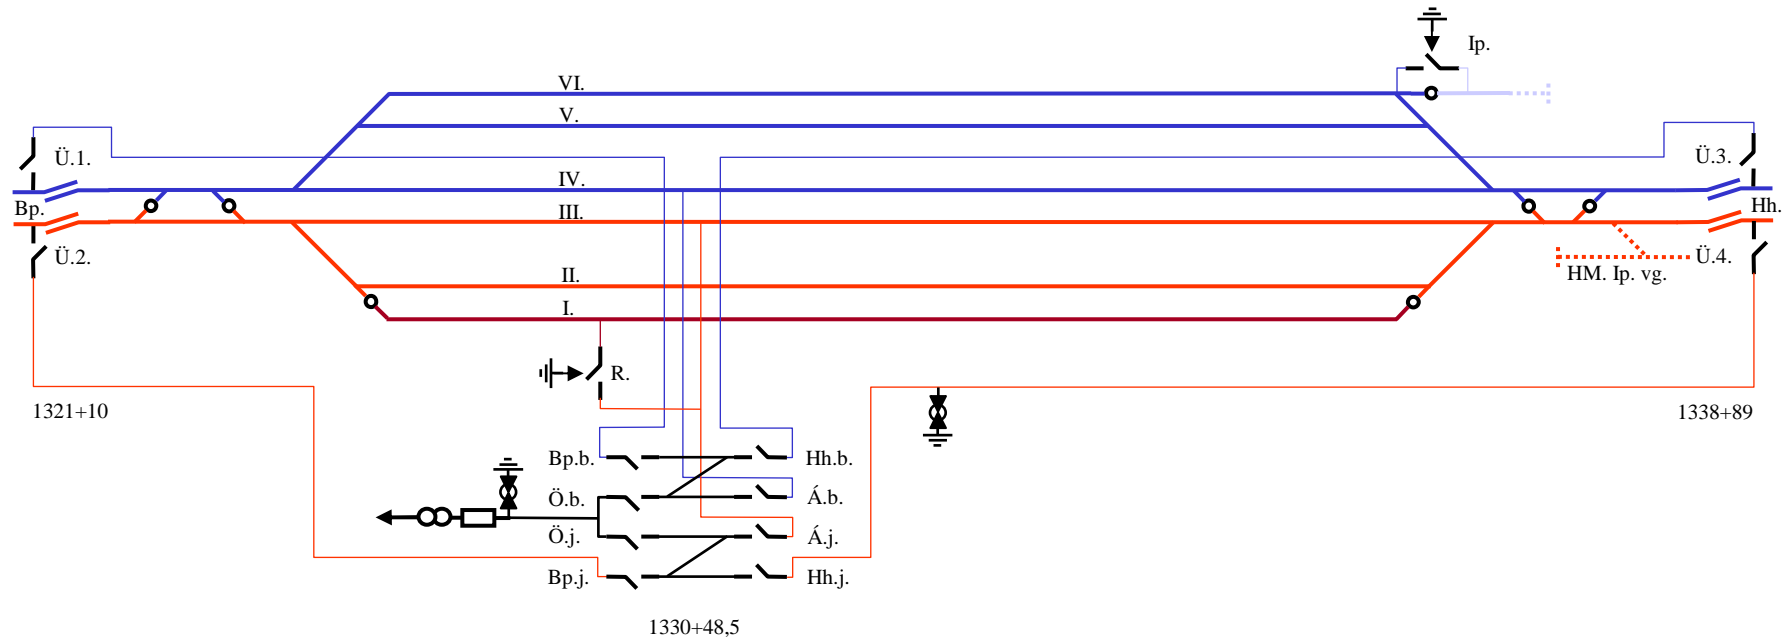 Ip.
VI.
V.
Ü.1.
Ü.3.
IV.
Bp.
III.
Hh.
Ü.2.
Ü.4.
II.
HM. Ip. vg.
I.
R.
1321+10
1338+89
Bp.b.
Hh.b.
Ö.b.
Á.b.
Ö.j.
Á.j.
Bp.j.
Hh.j.
1330+48,5